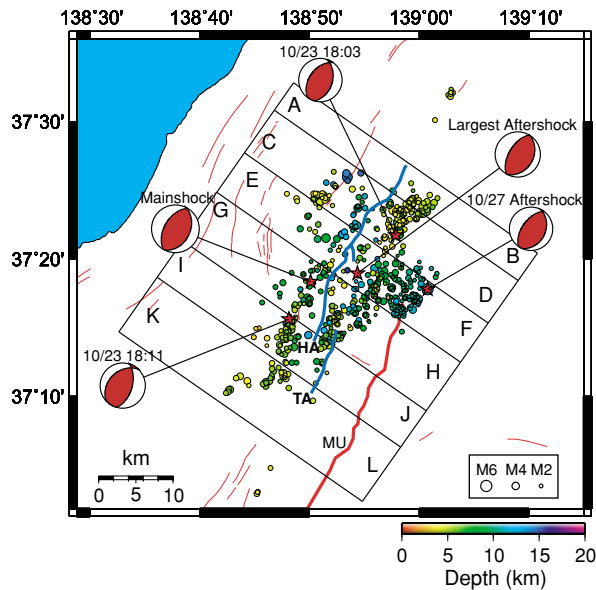 138°30' 138°40' 138°50' 139°00' 139°10'
10/23 18:03
A
37°30'
Largest Aftershock
C
E
Mainshock
10/27 Aftershock
G
37°20'
B
I
D
K
F
HA
10/23 18:11
H
37°10'
TA
J
MU
km
L
M6 M4 M2
0 5 10
0 5 10 15 20
Depth (km)